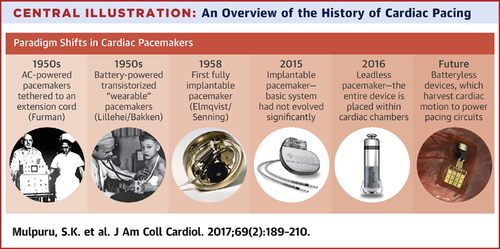 CENTRAL ILLUSTRATION: An Overview of the History of Cardiac Pacing
Paradigm Shifts in Cardiac Pacemakers
1950s
AC-powered
pacemakers
tethered to an
extension cord
(Furman)
1950s
Battery-powered
transistorized
"wearable"
pacemakers
(Lillehei/Bakken)
1958
First fully
implantable
pacemaker
(Elmqvist/
Senning)
2015
Implantable
pacemaker—
basic system
had not evolved
significantly
2016
Leadless
pacemaker—the
entire device is
placed within
cardiac chambers
Future
Batteryless
devices, which
harvest cardiac
motion to power
pacing circuits
Mulpuru, S.K. et al. J Am Coll Cardiol. 2017;69(2):189–210.